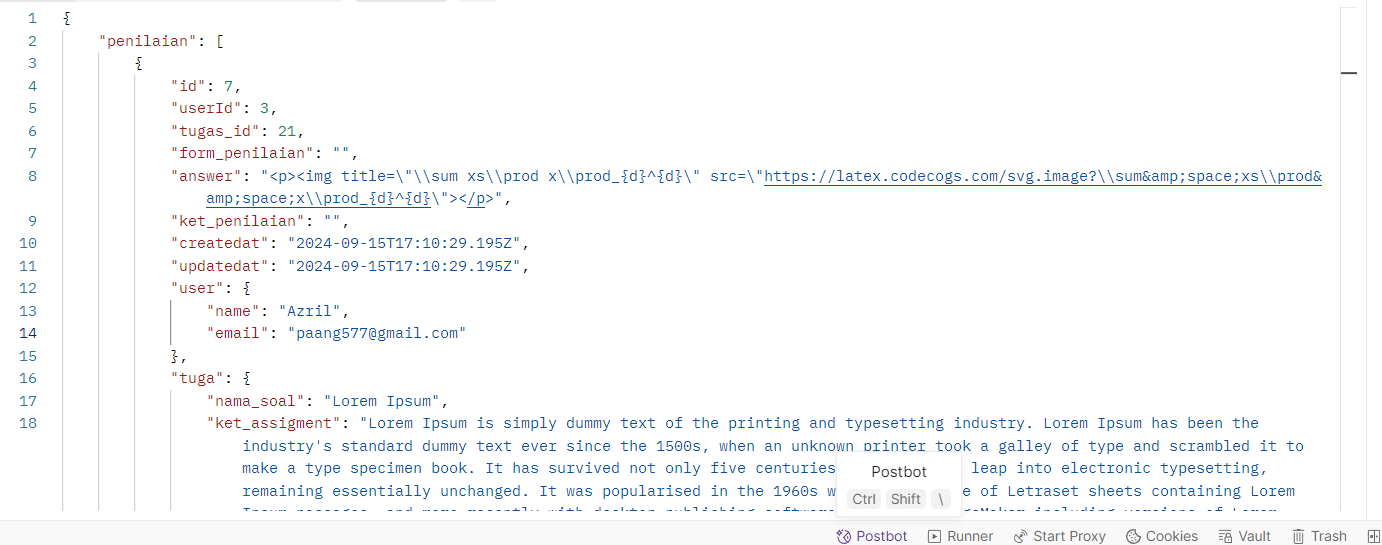 1 {
2 "penilaian": [
3 {
4 "id": 7,
5 "userId": 3,
6 "tugas_id": 21,
7 "form_penilaian": "",
8 "answer": "<p><img title=\"\\sum xs\\prod x\\prod_{d}^{d}\" src=\"https://latex.codecogs.com/svg.image?\\sum&amp;space;xs\\prod&
amp;space;x\\prod_{d}^{d}\"></p>",
9 "ket_penilaian": "",
10 "createdat": "2024-09-15T17:10:29.195Z",
11 "updatedat": "2024-09-15T17:10:29.195Z",
12 "user": {
13 "name": "Azril",
14 "email": "paang577@gmail.com"
15 },
16 "tuga": {
17 "nama_soal": "Lorem Ipsum",
18 "ket_assigment": "Lorem Ipsum is simply dummy text of the printing and typesetting industry. Lorem Ipsum has been the
industry's standard dummy text ever since the 1500s, when an unknown printer took a galley of type and scrambled it to
make a type specimen book. It has survived not only five centuries leap into electronic typesetting,
remaining essentially unchanged. It was popularised in the 1960s w e of Letraset sheets containing Lorem
Postbot
Ctrl Shift \
Postbot Runner Start Proxy Cookies Vault Trash